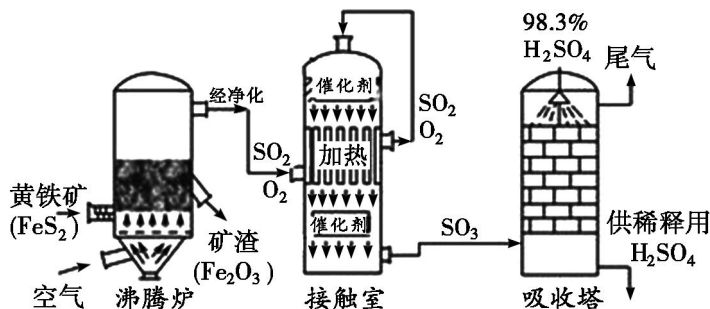 98.3%
H₂SO₄
尾气
催化剂
经净化
SO₂
O₂
SO₂
O₂
加热
黄铁矿
(FeS₂)
催化剂
SO₃
矿渣
(Fe₂O₃)
供稀释用
H₂SO₄
空气
沸腾炉
接触室
吸收塔